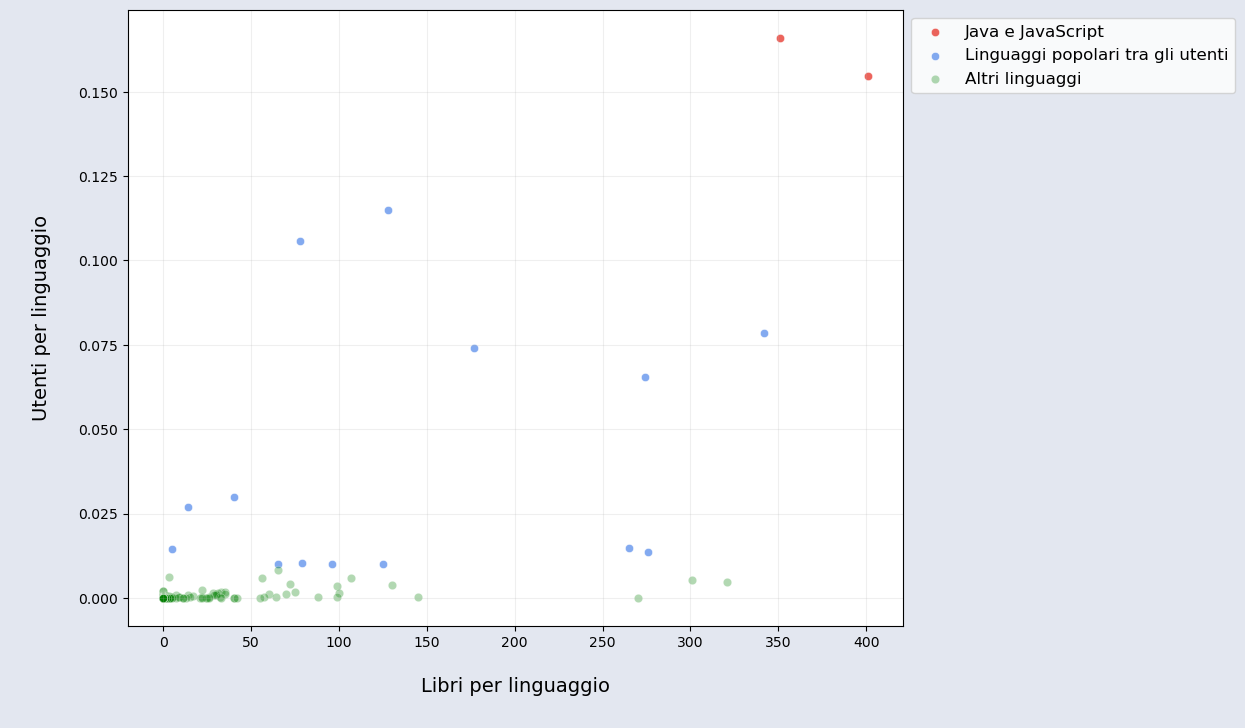 Java e JavaScript
Linguaggi popolari tra gli utenti
Altri linguaggi
Utenti per linguaggio
0.150
0.125
0.100
0.075
0.050
0.025
0.000
0 50 100 150 200 250 300 350 400
Libri per linguaggio